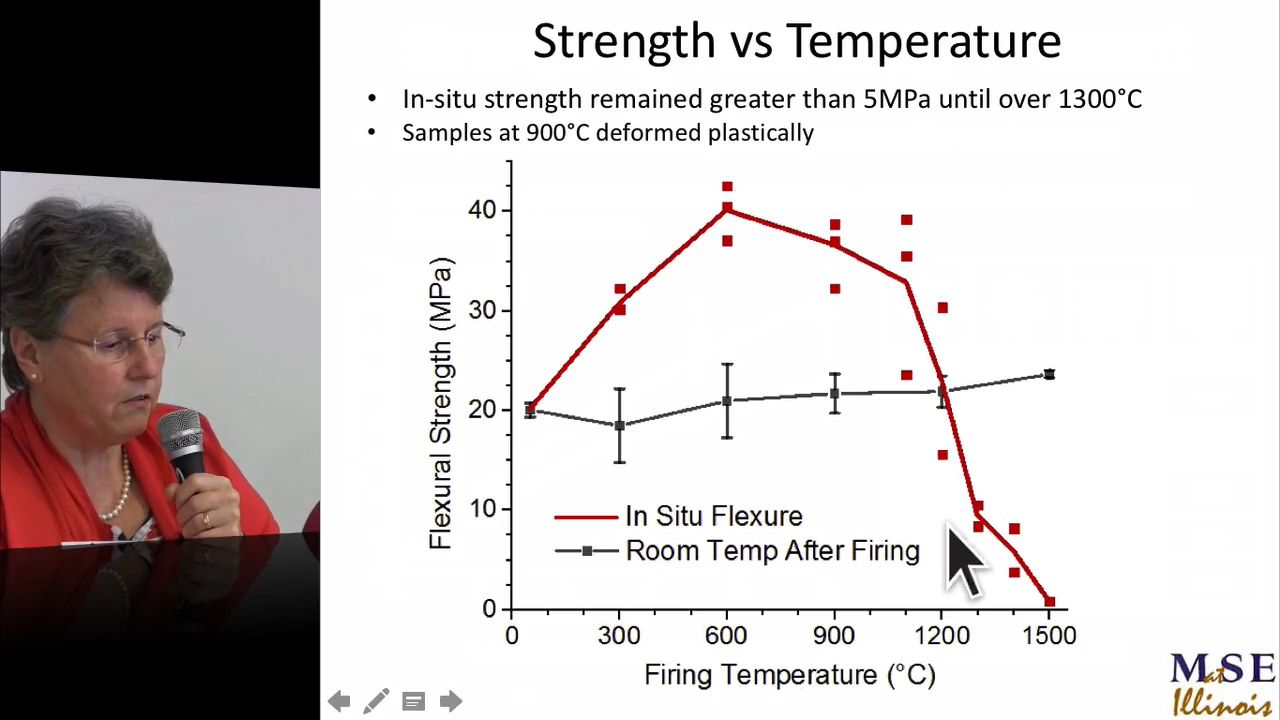 Strength vs Temperature
• In-situ strength remained greater than 5MPa until over 1300°C
• Samples at 900°C deformed plastically
Flexural Strength (MPa)
40
30
20
10
0
In Situ Flexure
Room Temp After Firing
0 300 600 900 1200 1500
Firing Temperature (°C)
MatSE
Illinois